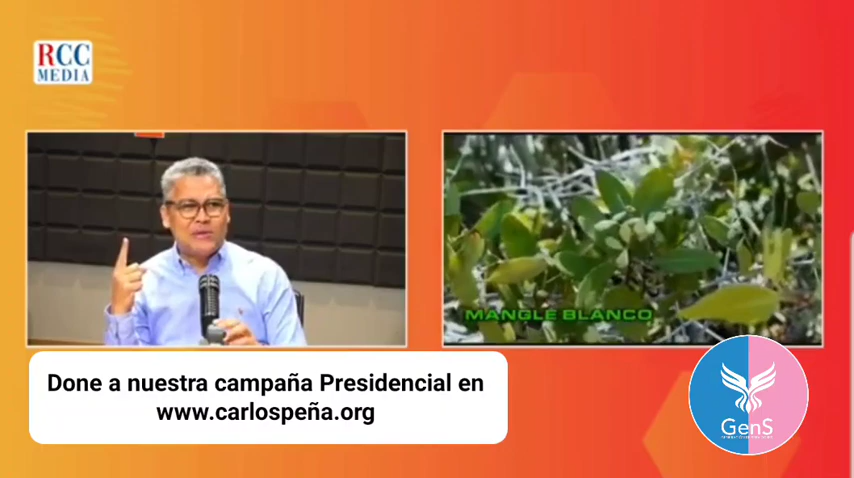 RCC
MEDIA
MANGLE BLANCO
Done a nuestra campaña Presidencial en
www.carlospeña.org
GenS